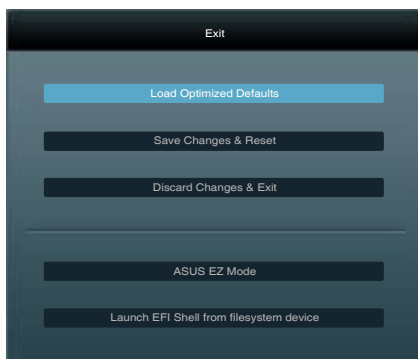 Exit
Load Optimized Defaults
Save Changes & Reset
Discard Changes & Exit
ASUS EZ Mode
Launch EFI Shell from filesystem device